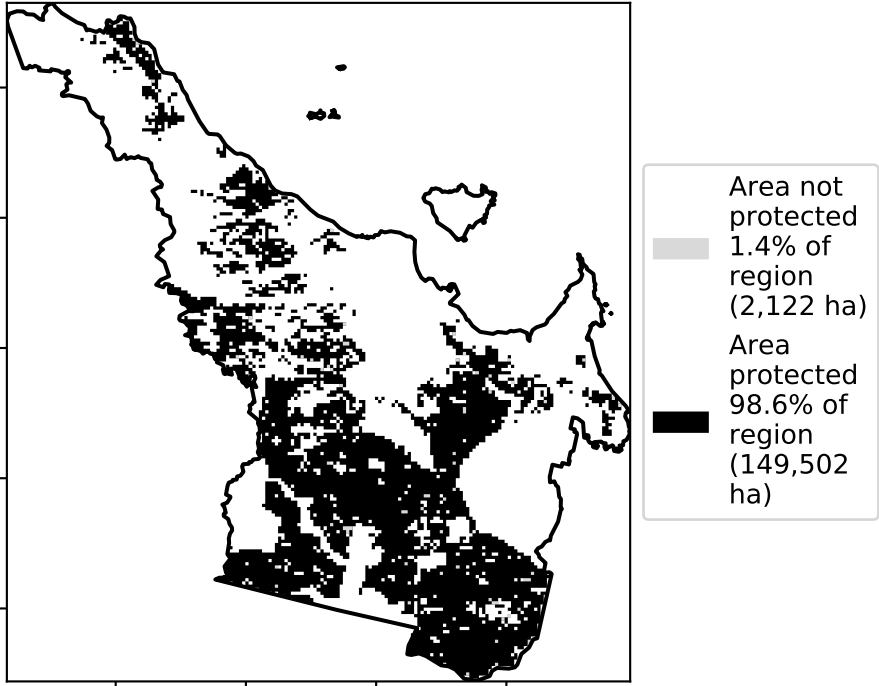 Area not
protected
1.4% of
region
(2,122 ha)
Area
protected
98.6% of
region
(149,502
ha)